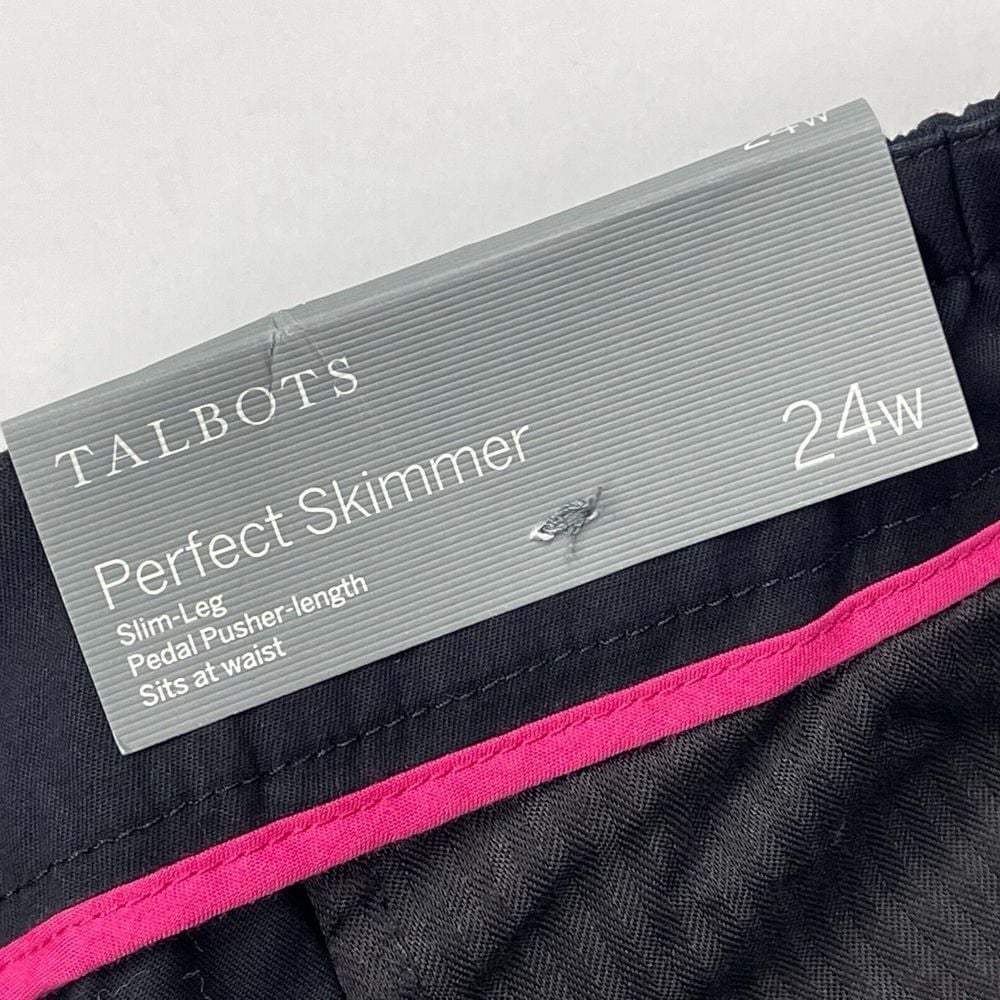 24W
TALBOTS
Perfect Skimmer
24W
Slim-Leg
Pedal Pusher-length
Sits at waist